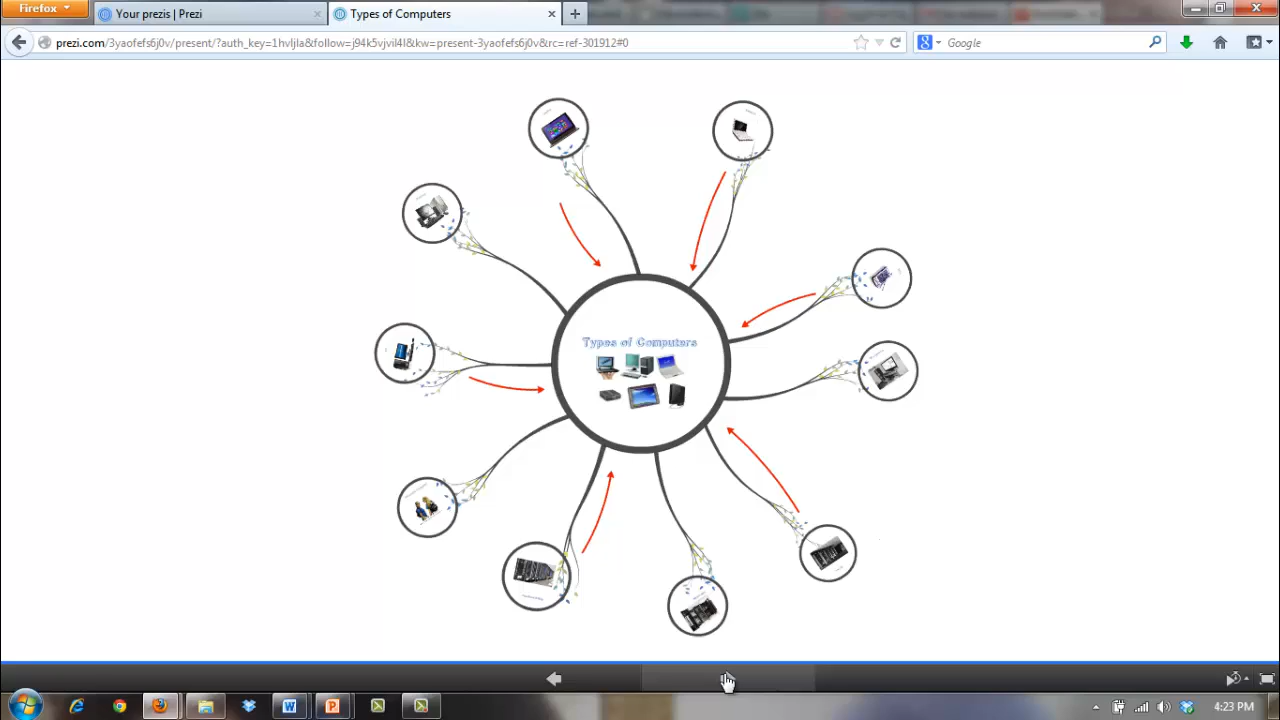 Firefox
Your prezis | Prezi
Types of Computers
prezi.com/3yaofefs6j0v/present/?auth_key=1hvljla&follow=j94k5vjvil4l&kw=present-3yaofefs6j0v&rc=ref-301912#0
Google
Types of Computers
4:23 PM